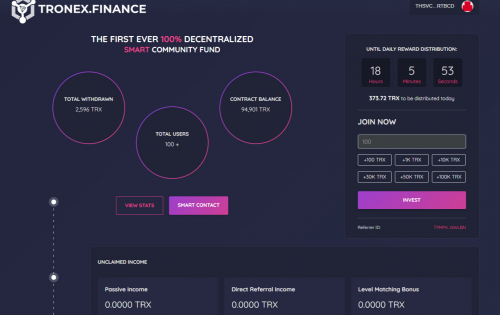 TRONEX.FINANCE
THSVC...RTBCD
THE FIRST EVER 100% DECENTRALIZED
SMART COMMUNITY FUND
TOTAL WITHDRAWN
2,596 TRX
CONTRACT BALANCE
94,901 TRX
TOTAL USERS
100 +
VIEW STATS
SMART CONTACT
UNTIL DAILY REWARD DISTRIBUTION:
18
5
53
Hours
Minutes
Seconds
373.72 TRX to be distributed today
JOIN NOW
100
+100 TRX
+1K TRX
+10K TRX
+30K TRX
+50K TRX
+100K TRX
INVEST
Referrer ID:
UNCLAIMED INCOME
Passive Income
0.0000 TRX
Direct Referral Income
0.0000 TRX
Level Matching Bonus
0.0000 TRX